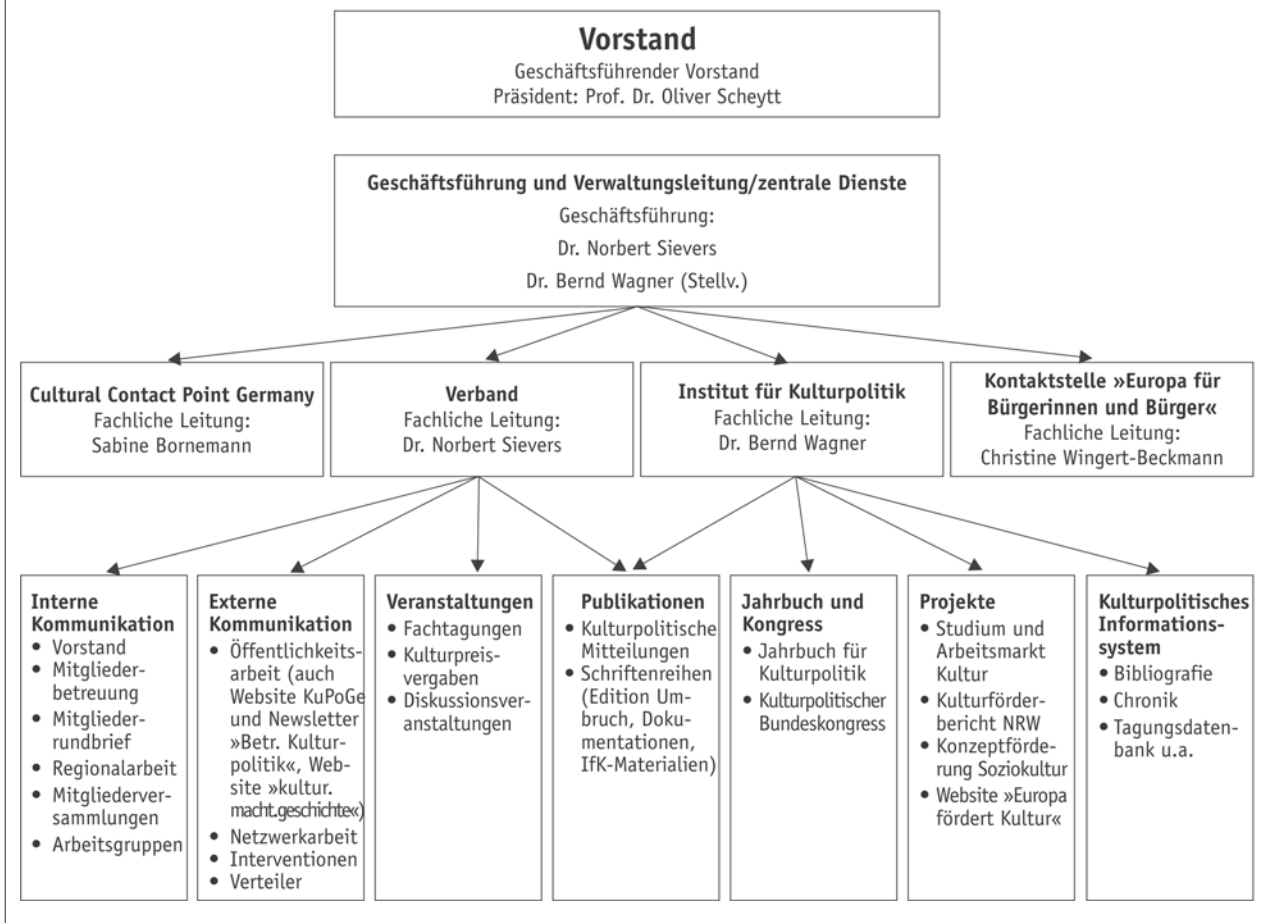 Vorstand
Geschäftsführender Vorstand
Präsident: Prof. Dr. Oliver Scheytt
Geschäftsführung und Verwaltungsleitung/zentrale Dienste
Geschäftsführung:
Dr. Norbert Sievers
Dr. Bernd Wagner (Stellv.)
Cultural Contact Point Germany
Fachliche Leitung:
Sabine Bornemann
Verband
Fachliche Leitung:
Dr. Norbert Sievers
Institut für Kulturpolitik
Fachliche Leitung:
Dr. Bernd Wagner
Kontaktstelle »Europa für
Bürgerinnen und Bürger«
Fachliche Leitung:
Christine Wingert-Beckmann
Interne
Kommunikation
• Vorstand
• Mitglieder-
betreuung
• Mitglieder-
rundbrief
• Regionalarbeit
• Mitgliederver-
sammlungen
• Arbeitsgruppen
Externe
Kommunikation
• Öffentlichkeits-
arbeit (auch
Website KuPoGe
und Newsletter
»Betr. Kultur-
politik«, Web-
site »kultur.
macht.geschichte«)
• Netzwerkarbeit
• Interventionen
• Verteiler
Veranstaltungen
• Fachtagungen
• Kulturpreis-
vergaben
• Diskussionsver-
anstaltungen
Publikationen
• Kulturpolitische
Mitteilungen
• Schriftenreihen
(Edition Um-
bruch, Doku-
mentationen,
IfK-Materialien)
Jahrbuch und
Kongress
• Jahrbuch für
Kulturpolitik
• Kulturpolitischer
Bundeskongress
Projekte
• Studium und
Arbeitsmarkt
Kultur
• Kulturförder-
bericht NRW
• Konzeptförde-
rung Soziokultur
• Website »Europa
fördert Kultur«
Kulturpolitisches
Informations-
system
• Bibliografie
• Chronik
• Tagungsdaten-
bank u.a.